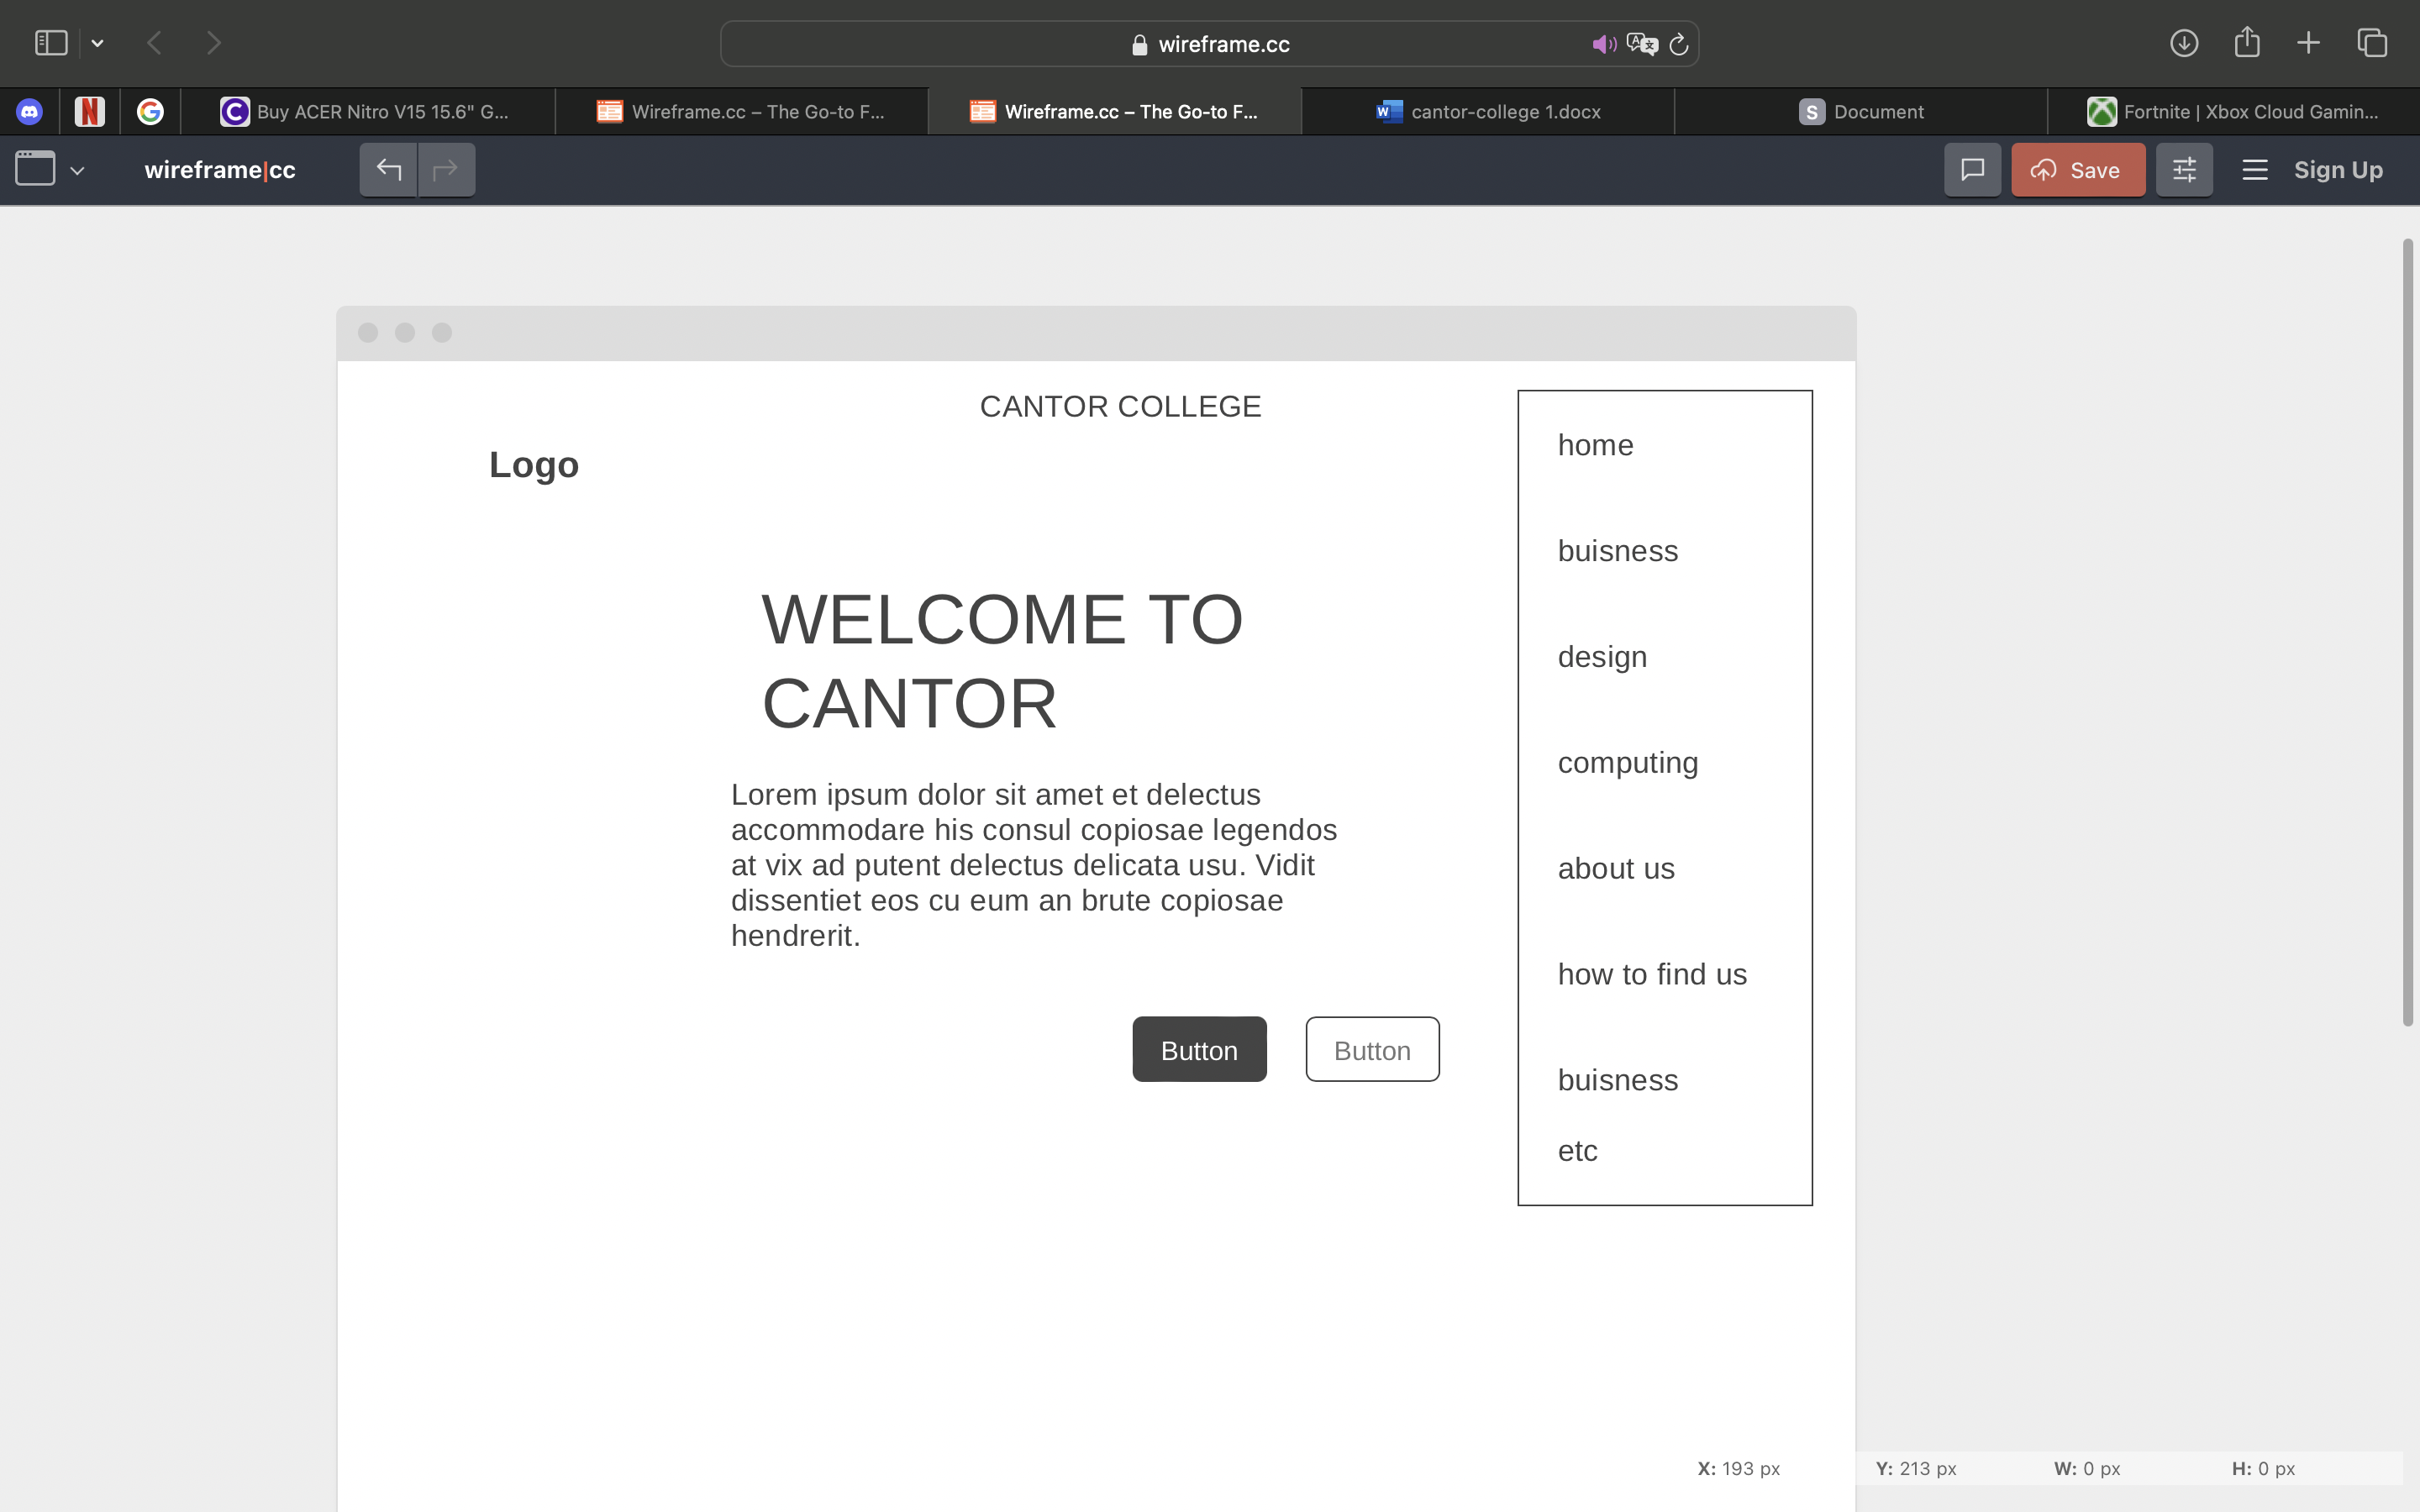 wireframe.cc
Buy ACER Nitro V15 15.6" G...
Wireframe.cc – The Go-to F...
Wireframe.cc – The Go-to F...
cantor-college 1.docx
S Document
Fortnite | Xbox Cloud Gamin...
wireframe|cc
Save
Sign Up
CANTOR COLLEGE
Logo
WELCOME TO
CANTOR
Lorem ipsum dolor sit amet et delectus
accommodare his consul copiosae legendos
at vix ad putent delectus delicata usu. Vidit
dissentiet eos cu eum an brute copiosae
hendrerit.
Button
Button
home
buisness
design
computing
about us
how to find us
buisness
etc
X: 193 px Y: 213 px W: 0 px H: 0 px